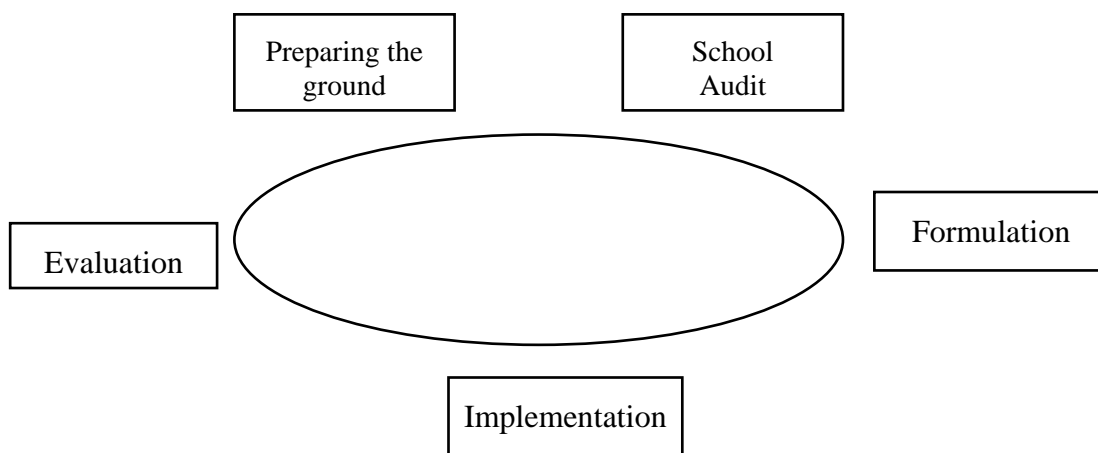 Preparing the
ground
School
Audit
Formulation
Evaluation
Implementation